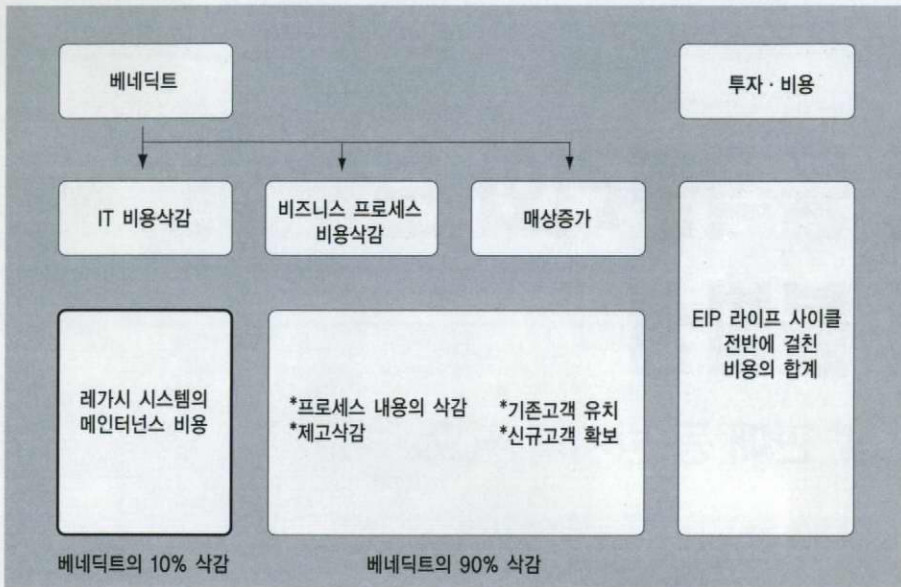 베네딕트
투자 · 비용
IT 비용삭감
비즈니스 프로세스
비용삭감
매상증가
레가시 시스템의
메인터넌스 비용
*프로세스 내용의 삭감
*제고삭감
*기존고객 유치
*신규고객 확보
EIP 라이프 사이클
전반에 걸친
비용의 합계
베네딕트의 10% 삭감
베네딕트의 90% 삭감